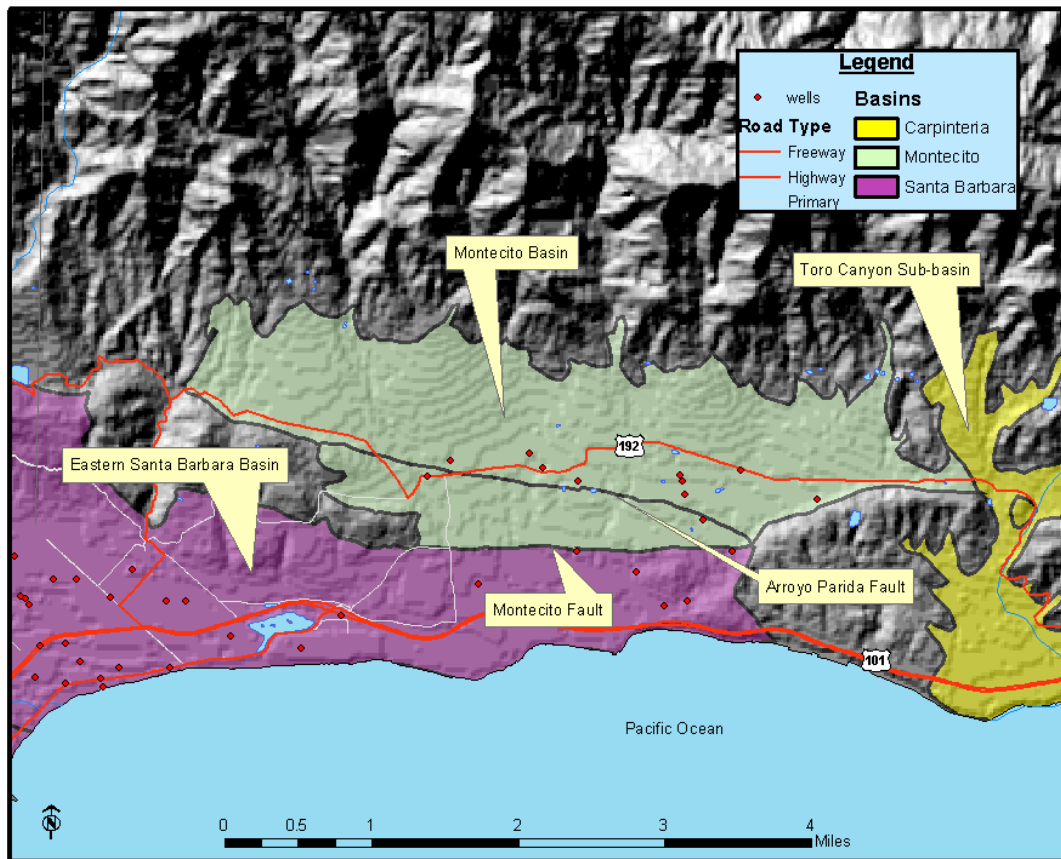 Legend
wells
Road Type
Freeway
Highway
Primary
Basins
Carpinteria
Montecito
Santa Barbara
Montecito Basin
Toro Canyon Sub-basin
192
Eastern Santa Barbara Basin
Arroyo Parida Fault
Montecito Fault
101
Pacific Ocean
N
0 0.5 1 2 3 4
Miles